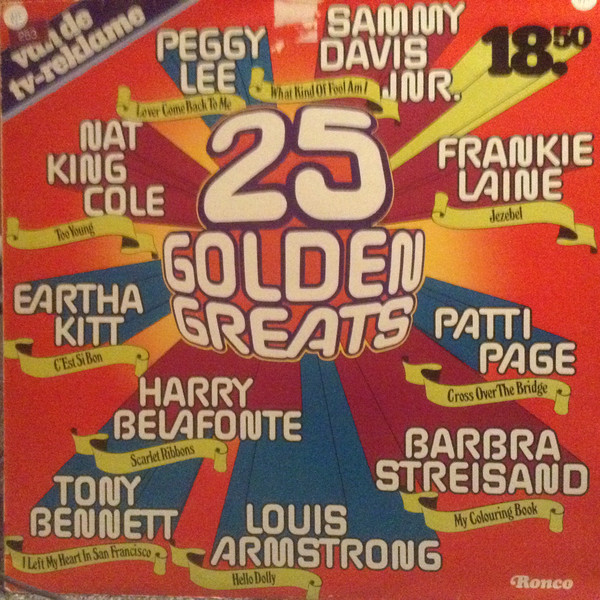 van de
tv-reklame
PEGGY
LEE
Lover Come Back To Me
SAMMY
DAVIS
JNR.
What Kind Of Fool Am I
18.50
NAT
KING
COLE
Too Young
25
GOLDEN
GREATS
FRANKIE
LAINE
Jezebel
EARTHA
KITT
C'Est Si Bon
PATTI
PAGE
Cross Over The Bridge
HARRY
BELAFONTE
Scarlet Ribbons
BARBRA
STREISAND
My Colouring Book
TONY
BENNETT
I Left My Heart In San Francisco
LOUIS
ARMSTRONG
Hello Dolly
Ronco